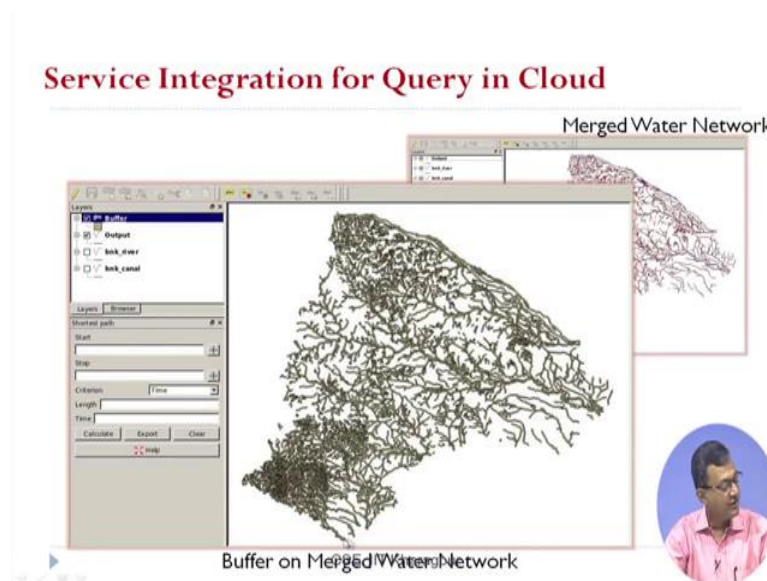 Service Integration for Query in Cloud
Merged Water Network
Layers
Output
bnk_river
bnk_canal
Layers
Buffer
Output
bnk_river
bnk_canal
Layers Browser
Shortest path
Start
Stop
Criterion Time
Length
Time
Calculate Export Clear
Help
Buffer on Merged Water Network